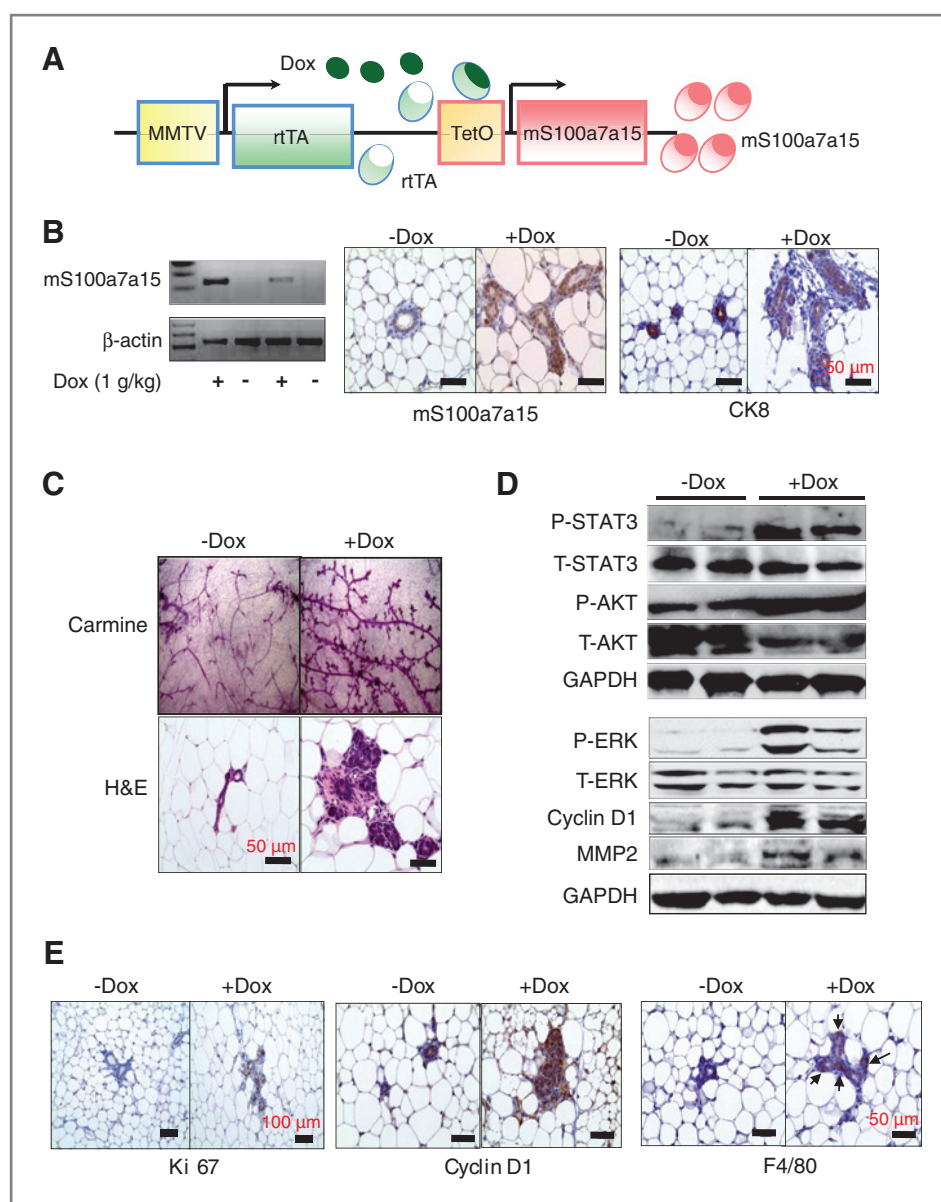 A
Dox
MMTV
rtTA
TetO
mS100a7a15
mS100a7a15
rtTA
B
-Dox +Dox -Dox +Dox
mS100a7a15
β-actin
Dox (1 g/kg) + - + -
50 µm
mS100a7a15 CK8
C
-Dox +Dox
Carmine
H&E
50 µm
D
-Dox +Dox
P-STAT3
T-STAT3
P-AKT
T-AKT
GAPDH
P-ERK
T-ERK
Cyclin D1
MMP2
GAPDH
E
-Dox +Dox -Dox +Dox -Dox +Dox
100 µm
50 µm
Ki 67 Cyclin D1 F4/80